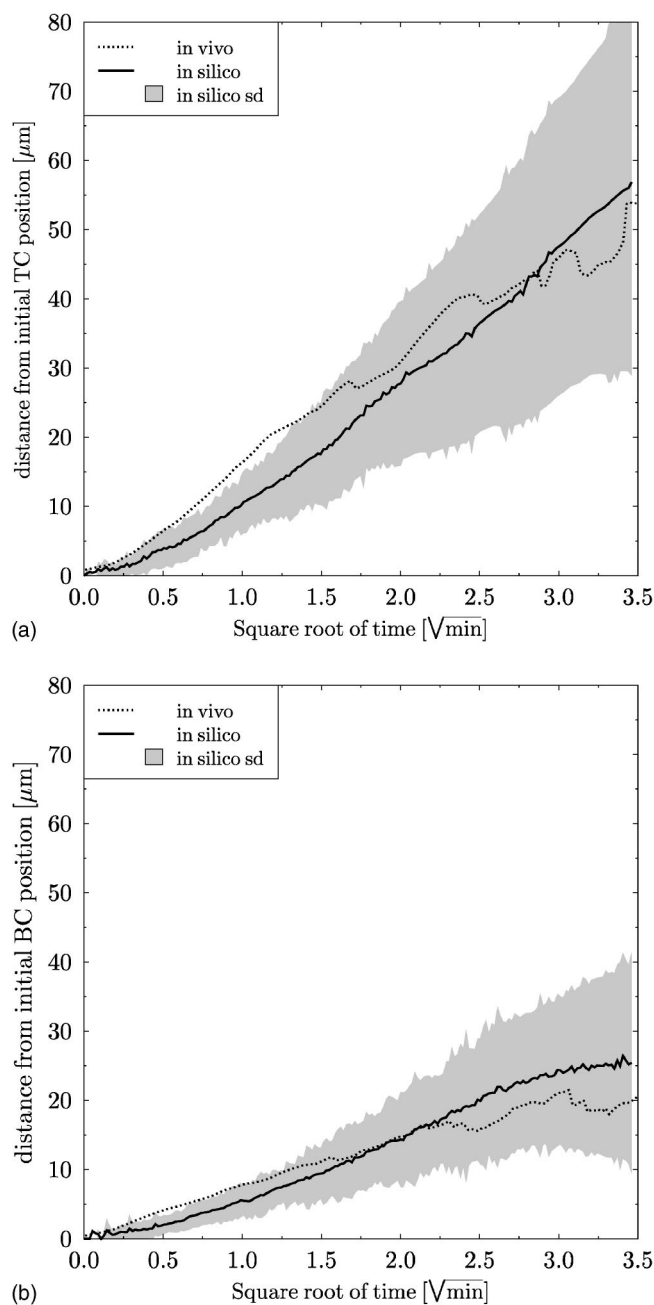 80
70
60
50
40
30
20
10
0
distance from initial TC position [μm]
in vivo
in silico
in silico sd
0.0 0.5 1.0 1.5 2.0 2.5 3.0 3.5
Square root of time [√min]
(a)
80
70
60
50
40
30
20
10
0
distance from initial BC position [μm]
in vivo
in silico
in silico sd
0.0 0.5 1.0 1.5 2.0 2.5 3.0 3.5
Square root of time [√min]
(b)